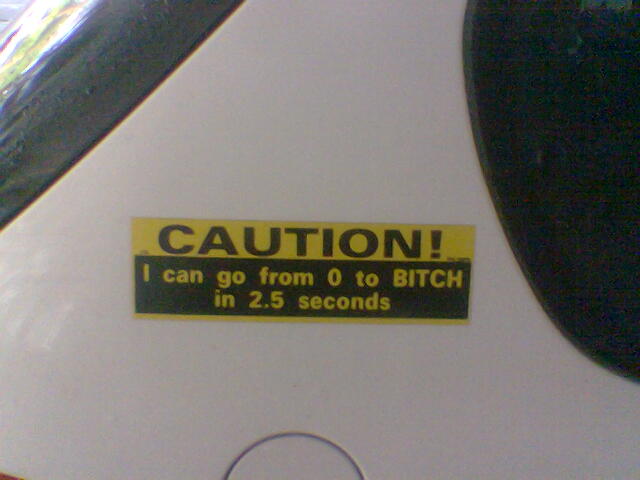 CAUTION!
I can go from 0 to BITCH
in 2.5 seconds